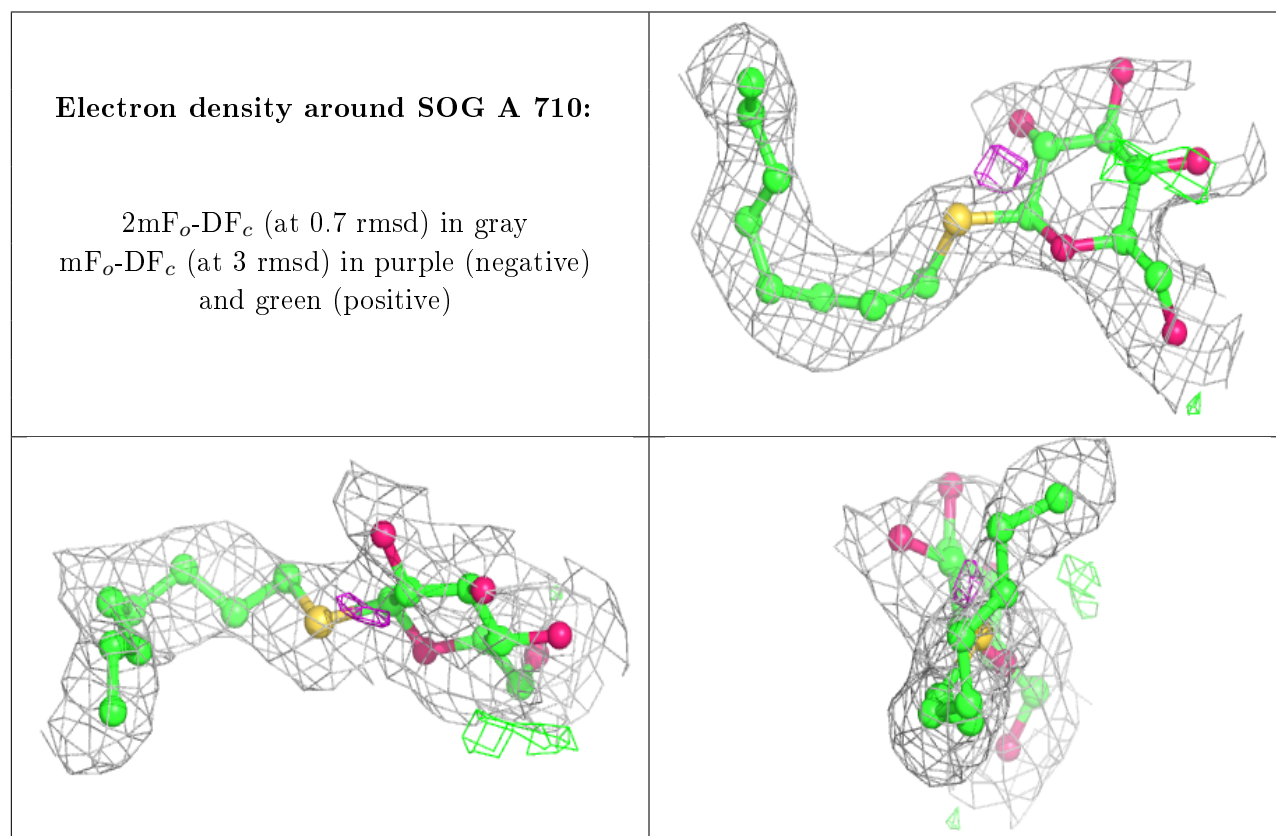 Electron density around SOG A 710:
2mFo-DFc (at 0.7 rmsd) in gray
mFo-DFc (at 3 rmsd) in purple (negative)
and green (positive)